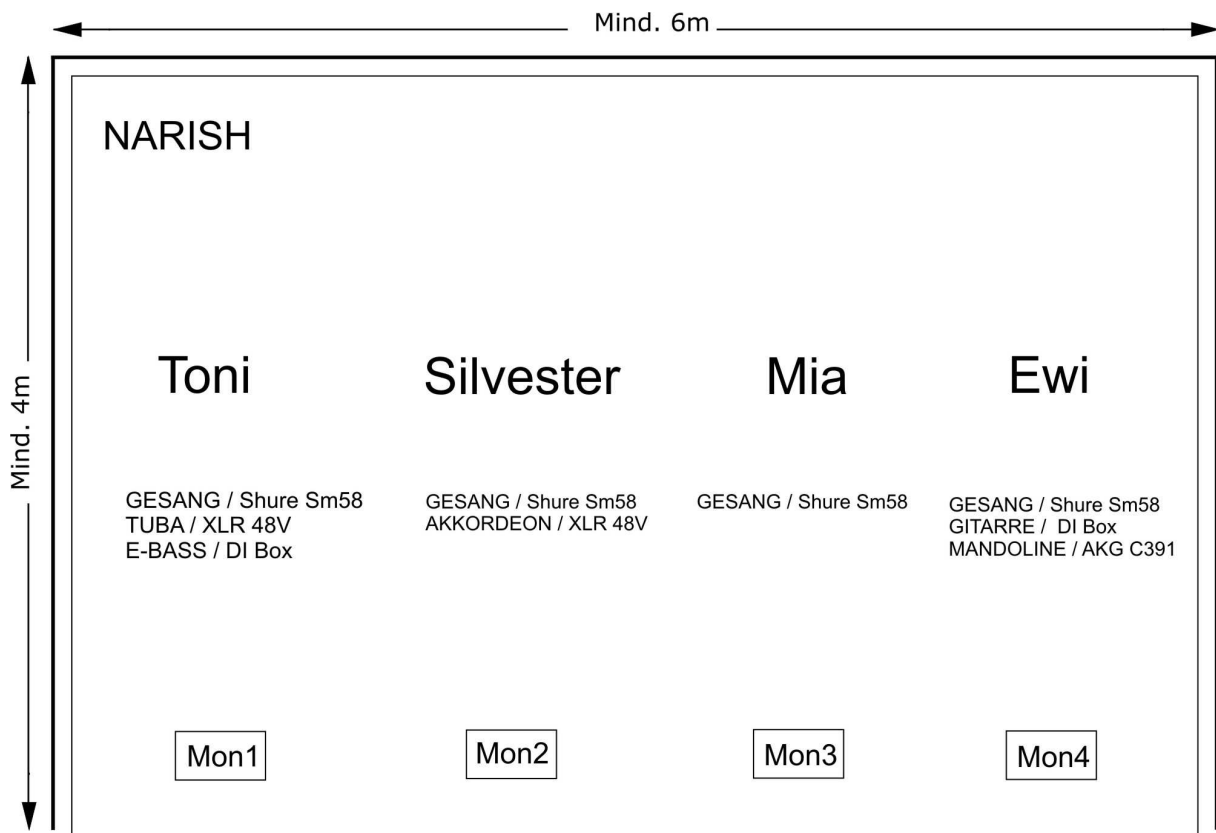 Mind. 6m
Mind. 4m
NARISH
Toni
Silvester
Mia
Ewi
GESANG / Shure Sm58
TUBA / XLR 48V
E-BASS / DI Box
GESANG / Shure Sm58
AKKORDEON / XLR 48V
GESANG / Shure Sm58
GESANG / Shure Sm58
GITARRE / DI Box
MANDOLINE / AKG C391
Mon1
Mon2
Mon3
Mon4